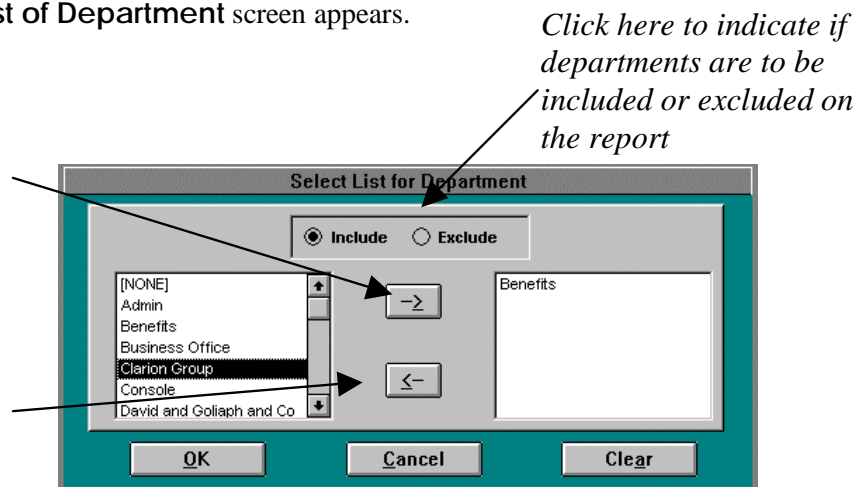 st of Department screen appears.
Click here to indicate if
departments are to be
included or excluded on
the report
Select List for Department
Include Exclude
[NONE]
Admin
Benefits
Business Office
Clarion Group
Console
David and Goliaph and Co
->
<-
Benefits
OK Cancel Clear